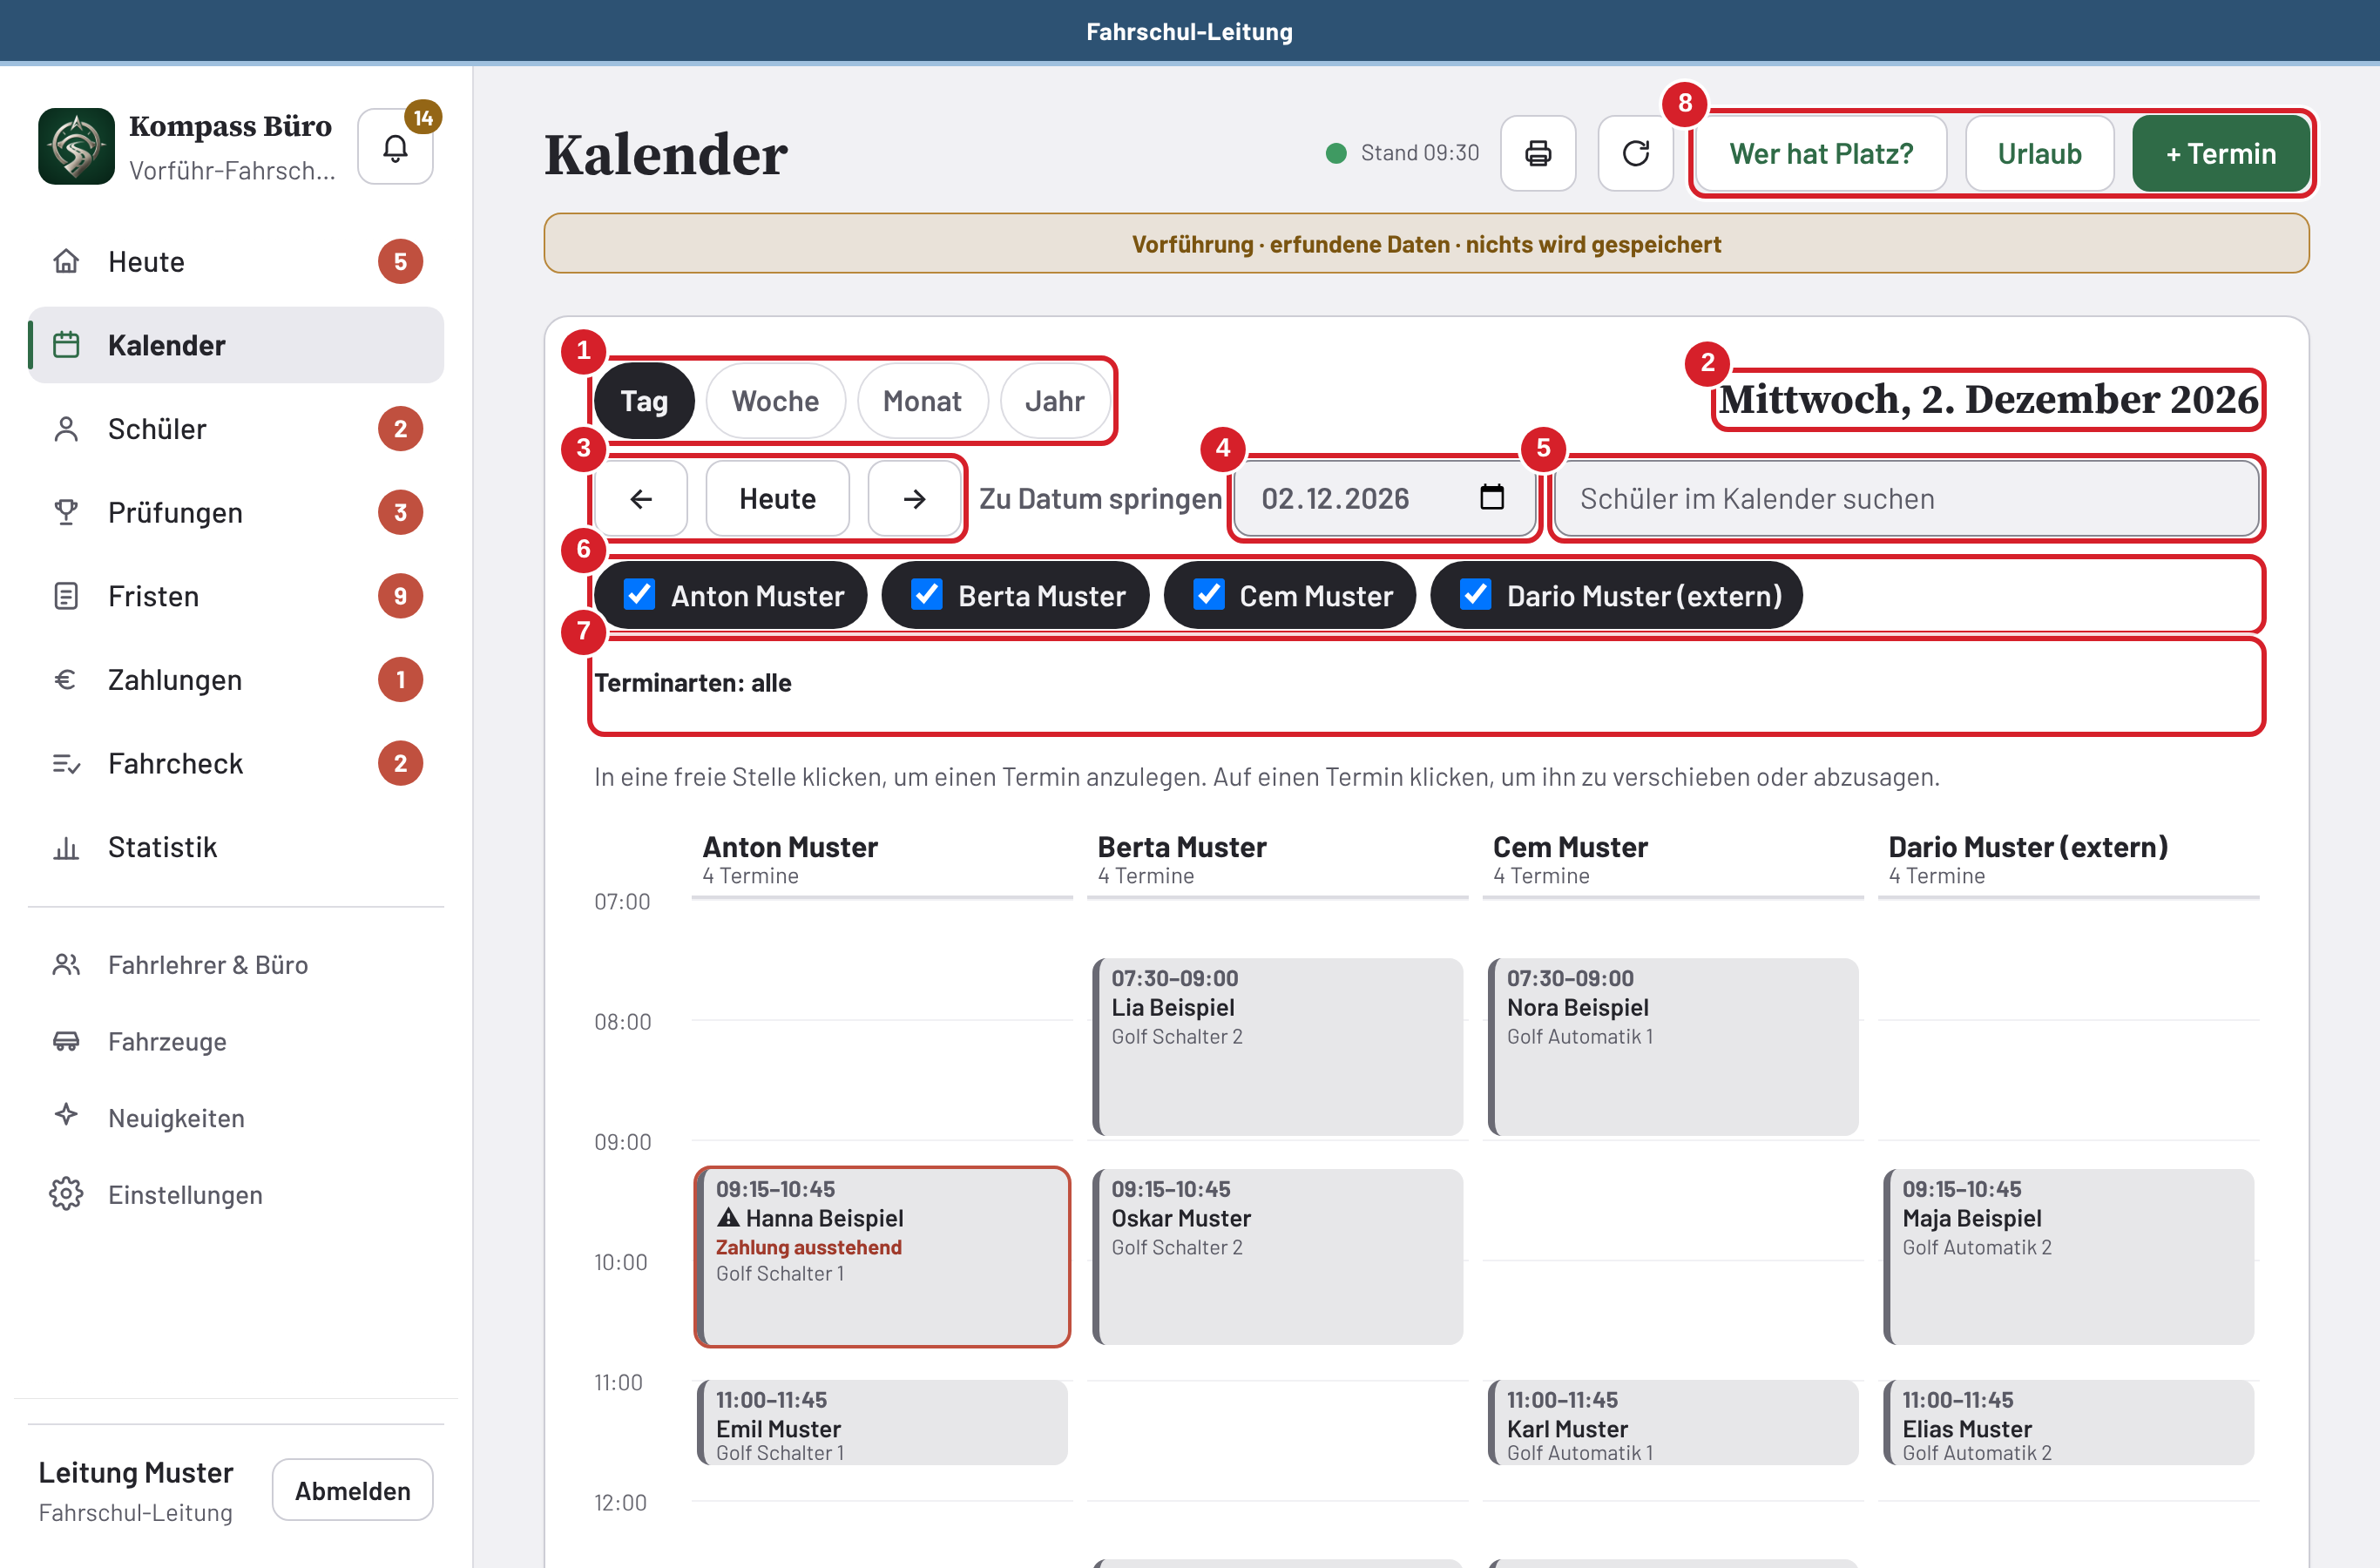 Fahrschul-Leitung
Kompass Büro
Vorführ-Fahrsch...
14
Heute 5
Kalender
Schüler 2
Prüfungen 3
Fristen 9
Zahlungen 1
Fahrcheck 2
Statistik
Fahrlehrer & Büro
Fahrzeuge
Neuigkeiten
Einstellungen
Leitung Muster
Fahrschul-Leitung
Abmelden
Kalender
Stand 09:30
8
Wer hat Platz? Urlaub + Termin
Vorführung · erfundene Daten · nichts wird gespeichert
1
Tag Woche Monat Jahr
2
Mittwoch, 2. Dezember 2026
3
← Heute →
Zu Datum springen
4
02.12.2026
5
Schüler im Kalender suchen
6
Anton Muster Berta Muster Cem Muster Dario Muster (extern)
7
Terminarten: alle
In eine freie Stelle klicken, um einen Termin anzulegen. Auf einen Termin klicken, um ihn zu verschieben oder abzusagen.
Anton Muster
4 Termine
Berta Muster
4 Termine
Cem Muster
4 Termine
Dario Muster (extern)
4 Termine
07:00
07:30–09:00
Lia Beispiel
Golf Schalter 2
07:30–09:00
Nora Beispiel
Golf Automatik 1
08:00
09:00
09:15–10:45
Hanna Beispiel
Zahlung ausstehend
Golf Schalter 1
09:15–10:45
Oskar Muster
Golf Schalter 2
09:15–10:45
Maja Beispiel
Golf Automatik 2
10:00
11:00
11:00–11:45
Emil Muster
Golf Schalter 1
11:00–11:45
Karl Muster
Golf Automatik 1
11:00–11:45
Elias Muster
Golf Automatik 2
12:00